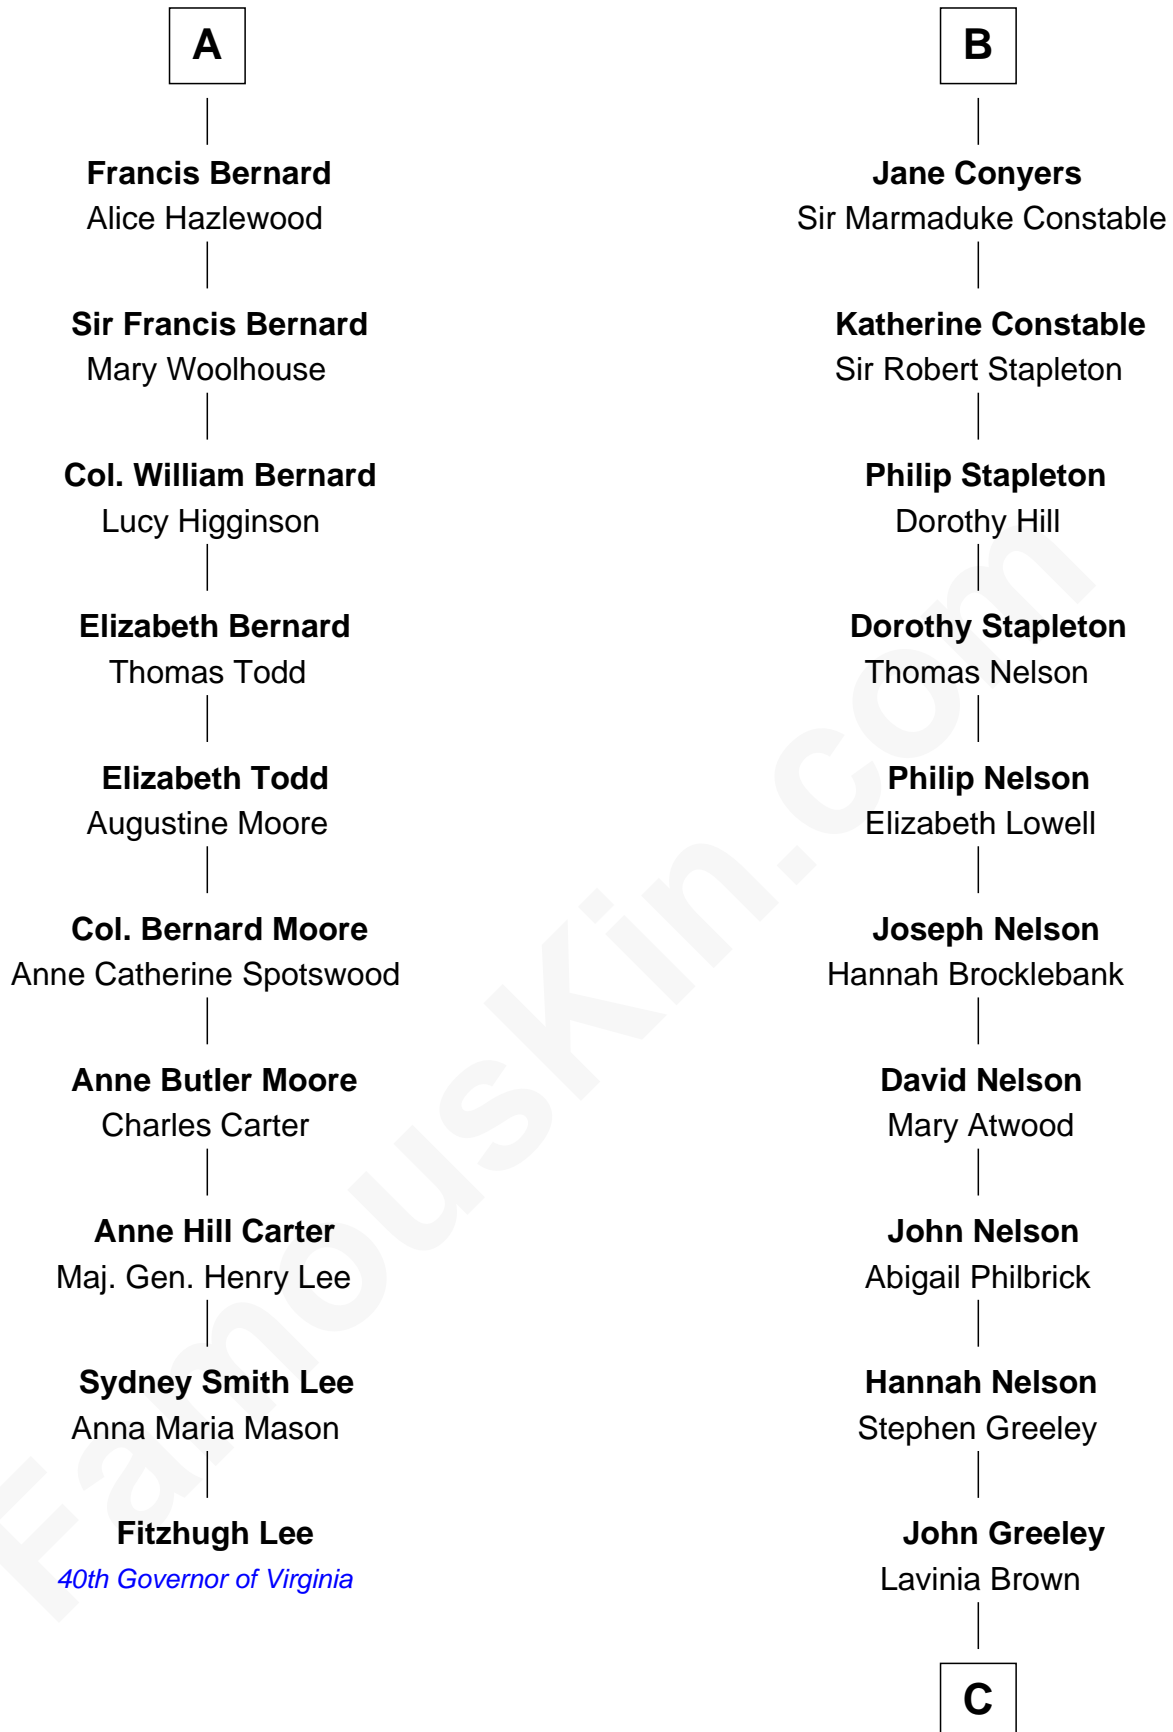 A
Francis Bernard
Alice Hazlewood
Sir Francis Bernard
Mary Woolhouse
Col. William Bernard
Lucy Higginson
Elizabeth Bernard
Thomas Todd
Elizabeth Todd
Augustine Moore
Col. Bernard Moore
Anne Catherine Spotswood
Anne Butler Moore
Charles Carter
Anne Hill Carter
Maj. Gen. Henry Lee
Sydney Smith Lee
Anna Maria Mason
Fitzhugh Lee
40th Governor of Virginia
B
Jane Conyers
Sir Marmaduke Constable
Katherine Constable
Sir Robert Stapleton
Philip Stapleton
Dorothy Hill
Dorothy Stapleton
Thomas Nelson
Philip Nelson
Elizabeth Lowell
Joseph Nelson
Hannah Brocklebank
David Nelson
Mary Atwood
John Nelson
Abigail Philbrick
Hannah Nelson
Stephen Greeley
John Greeley
Lavinia Brown
C
FamousKin.com